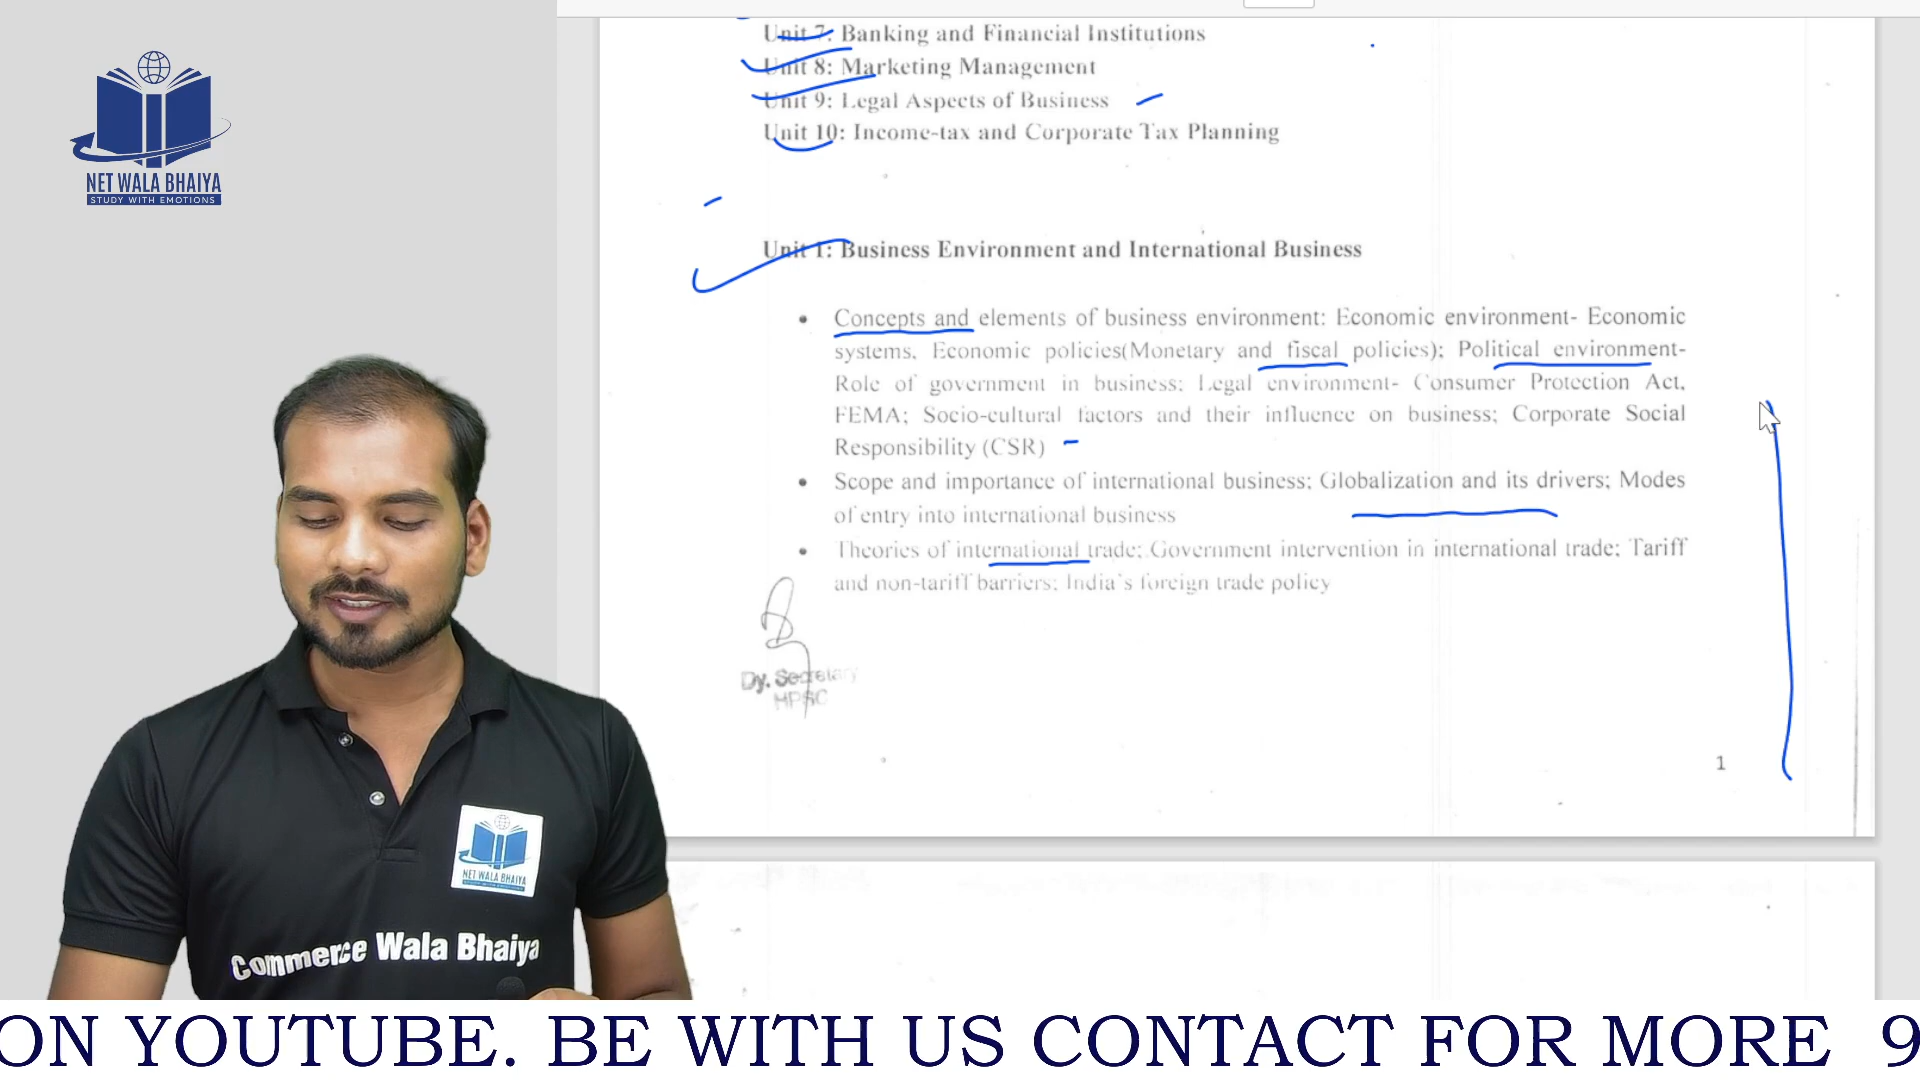 NET WALA BHAIYA
STUDY WITH EMOTIONS
Unit 7: Banking and Financial Institutions
Unit 8: Marketing Management
Unit 9: Legal Aspects of Business
Unit 10: Income-tax and Corporate Tax Planning
Unit 1: Business Environment and International Business
• Concepts and elements of business environment: Economic environment- Economic
systems, Economic policies(Monetary and fiscal policies); Political environment-
Role of government in business; Legal environment- Consumer Protection Act,
FEMA; Socio-cultural factors and their influence on business; Corporate Social
Responsibility (CSR)
• Scope and importance of international business; Globalization and its drivers; Modes
of entry into international business
• Theories of international trade; Government intervention in international trade; Tariff
and non-tariff barriers; India's foreign trade policy
Dy. Secretary
HPSC
1
NET WALA BHAIYA
Commerce Wala Bhaiya
ON YOUTUBE. BE WITH US CONTACT FOR MORE 9